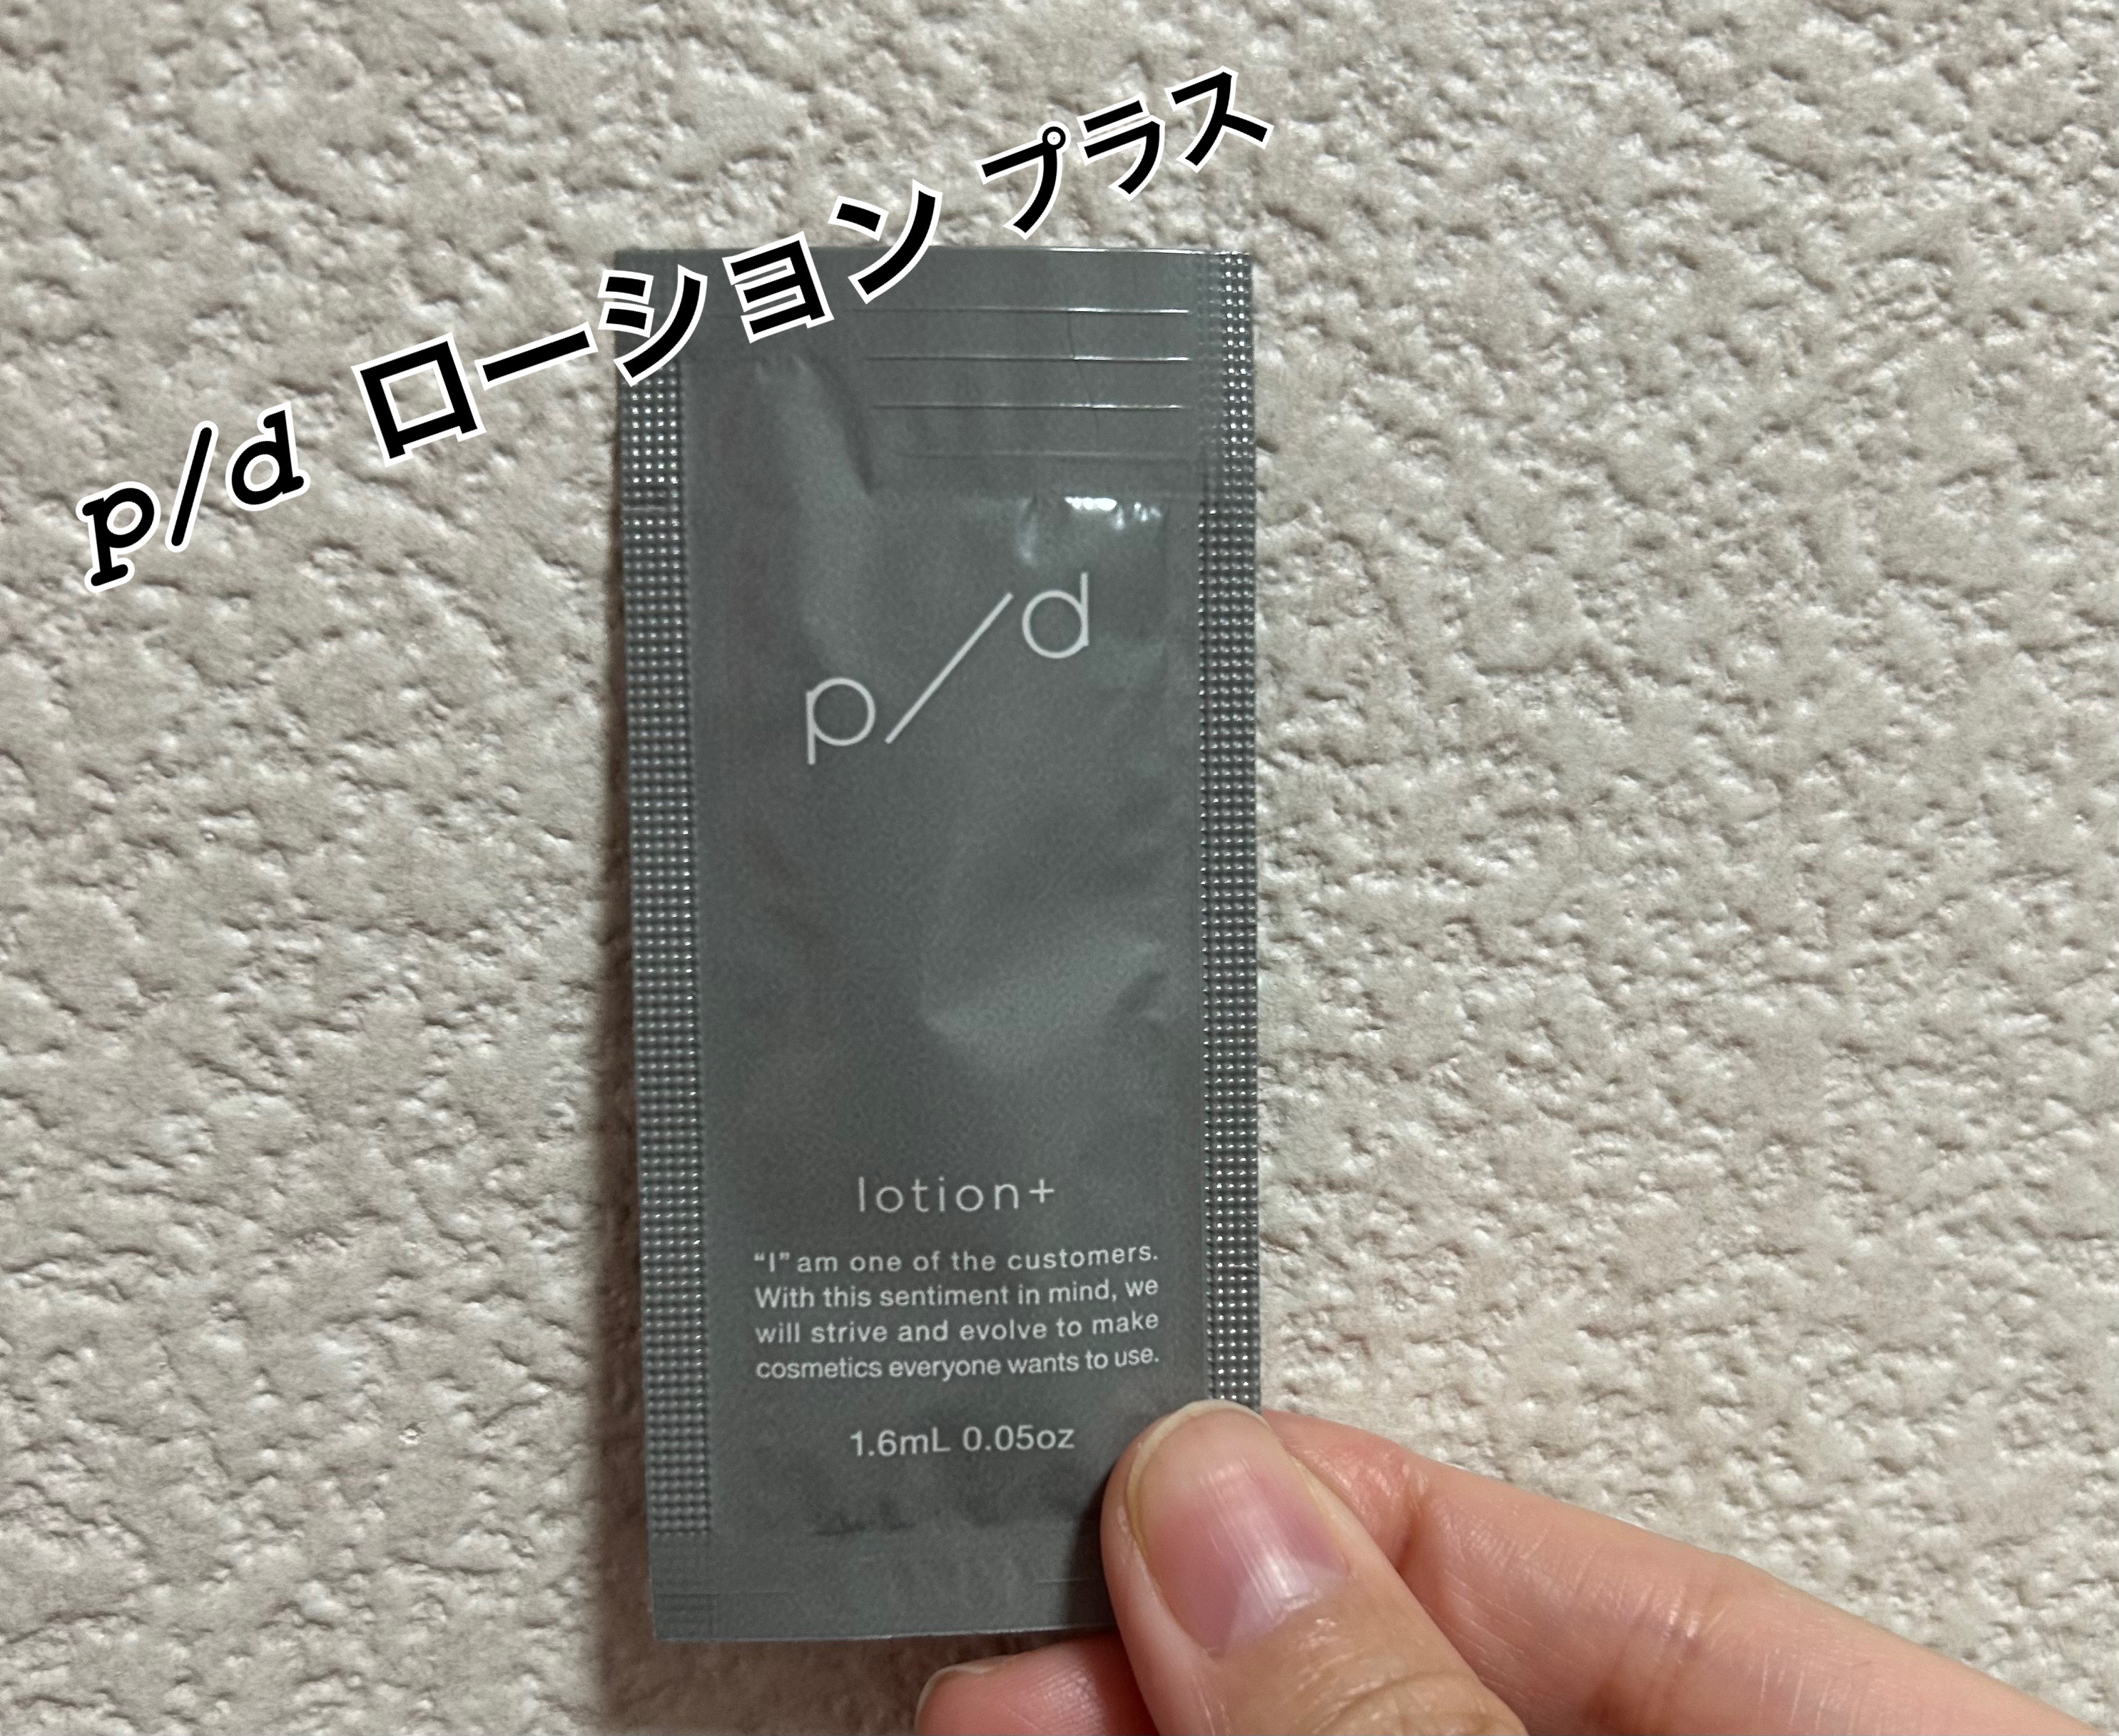 p/d ローション プラス
p/d
lotion+
“I” am one of the customers.
With this sentiment in mind, we
will strive and evolve to make
cosmetics everyone wants to use.
1.6mL 0.05oz